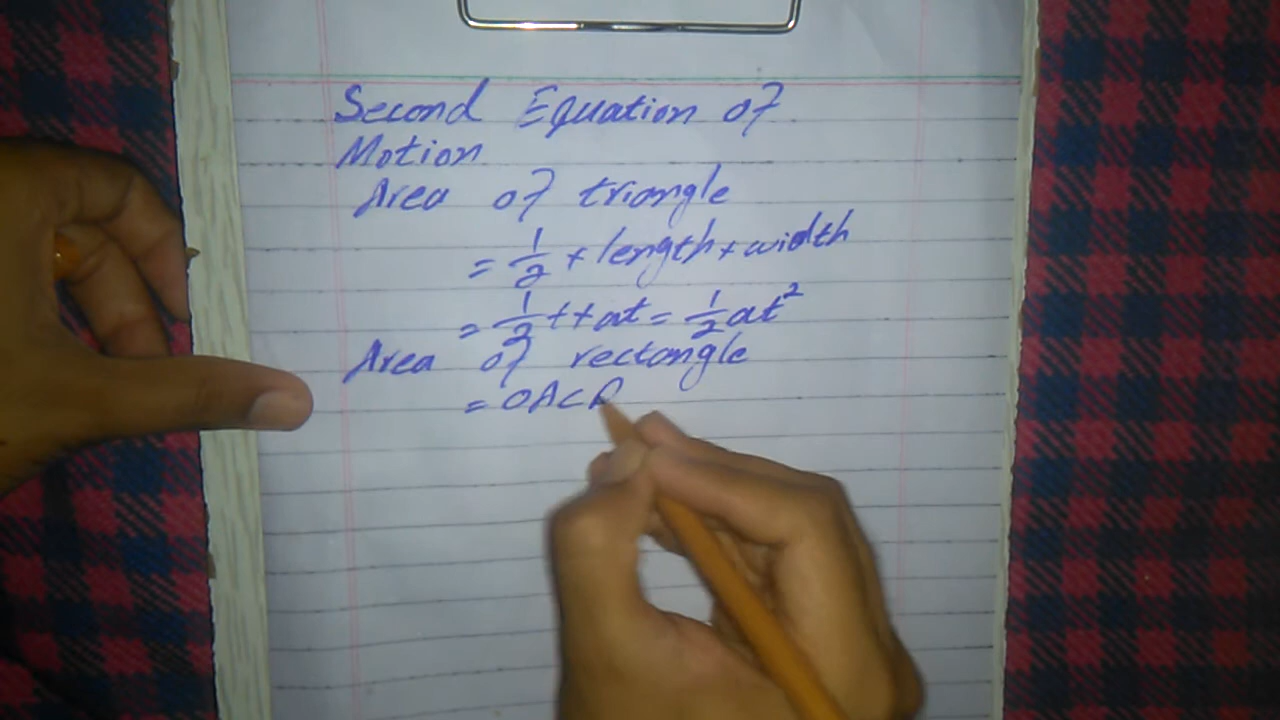 Second Equation of
Motion
Area of triangle
= 1/2 × length × width
= 1/2 t × at = 1/2 at²
Area of rectangle
= OAC